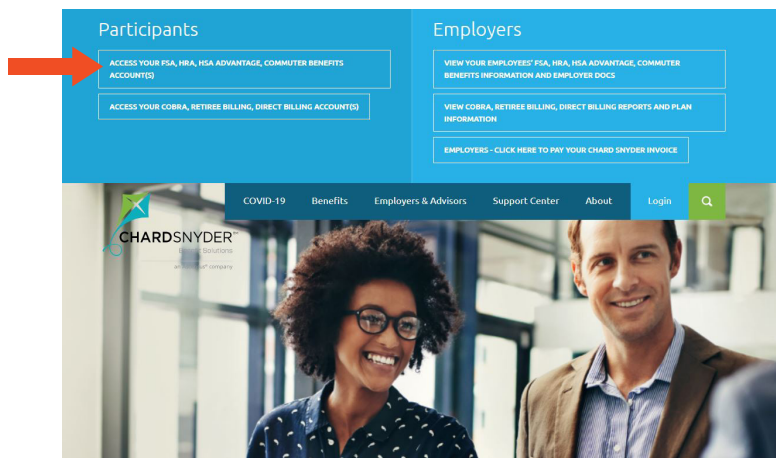 Participants
ACCESS YOUR FSA, HRA, HSA ADVANTAGE, COMMUTER BENEFITS
ACCOUNT(S)
ACCESS YOUR COBRA, RETIREE BILLING, DIRECT BILLING ACCOUNT(S)
Employers
VIEW YOUR EMPLOYEES' FSA, HRA, HSA ADVANTAGE, COMMUTER
BENEFITS INFORMATION AND EMPLOYER DOCS
VIEW COBRA, RETIREE BILLING, DIRECT BILLING REPORTS AND PLAN
INFORMATION
EMPLOYERS - CLICK HERE TO PAY YOUR CHARD SNYDER INVOICE
COVID-19 Benefits Employers & Advisors Support Center About Login
CHARDSNYDER
Solutions
an company